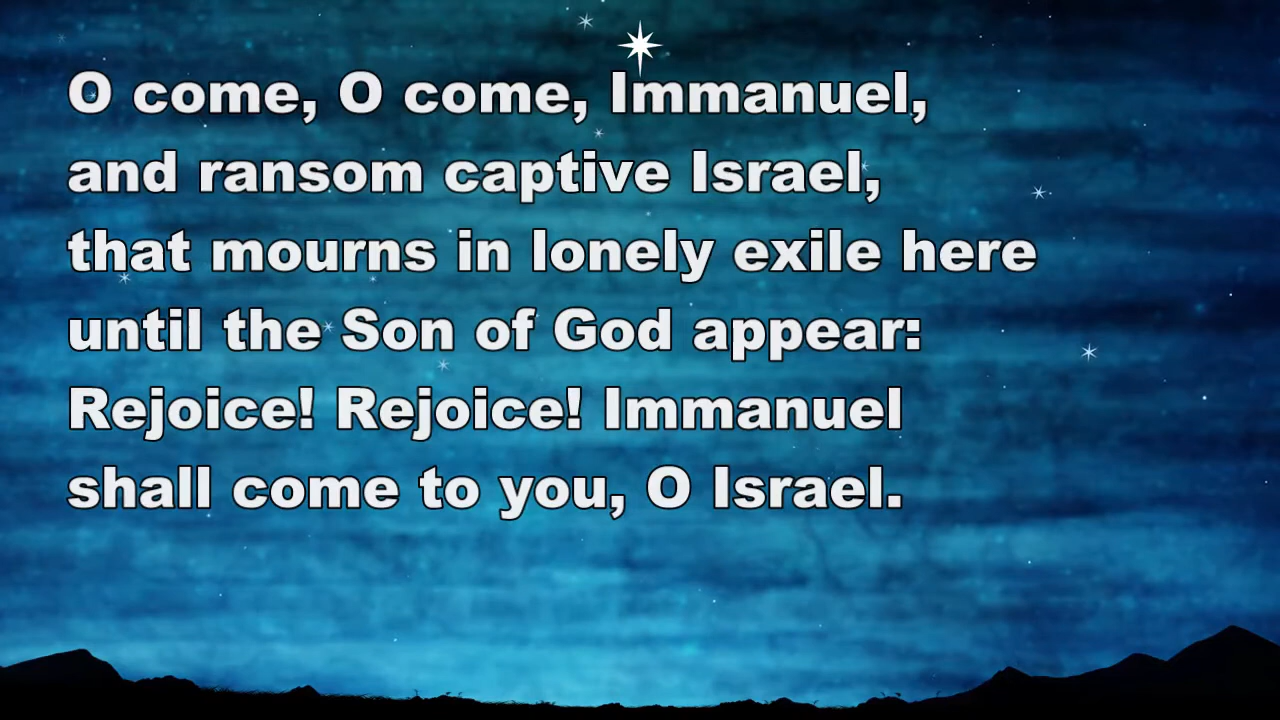 O come, O come, Immanuel,
and ransom captive Israel,
that mourns in lonely exile here
until the Son of God appear:
Rejoice! Rejoice! Immanuel
shall come to you, O Israel.